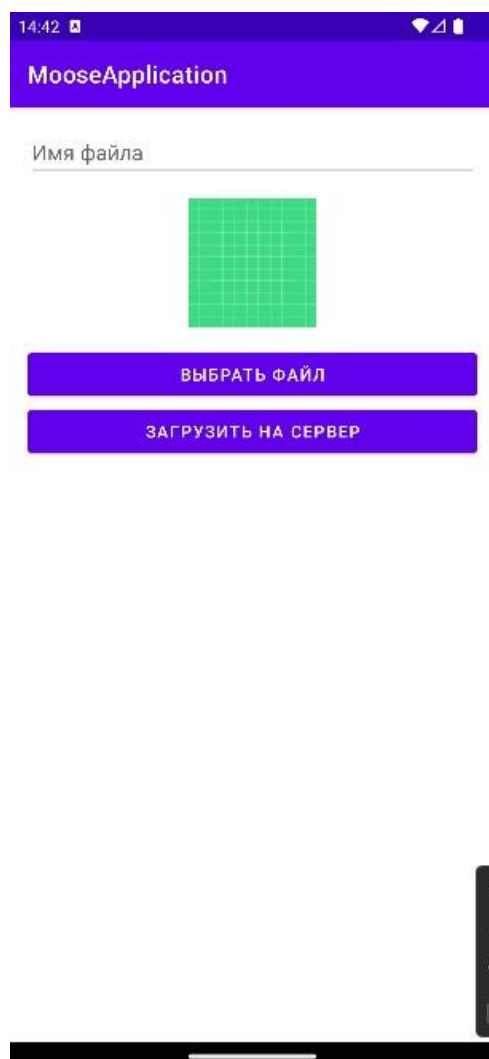 14:42
MooseApplication
Имя файла
ВЫБРАТЬ ФАЙЛ
ЗАГРУЗИТЬ НА СЕРВЕР